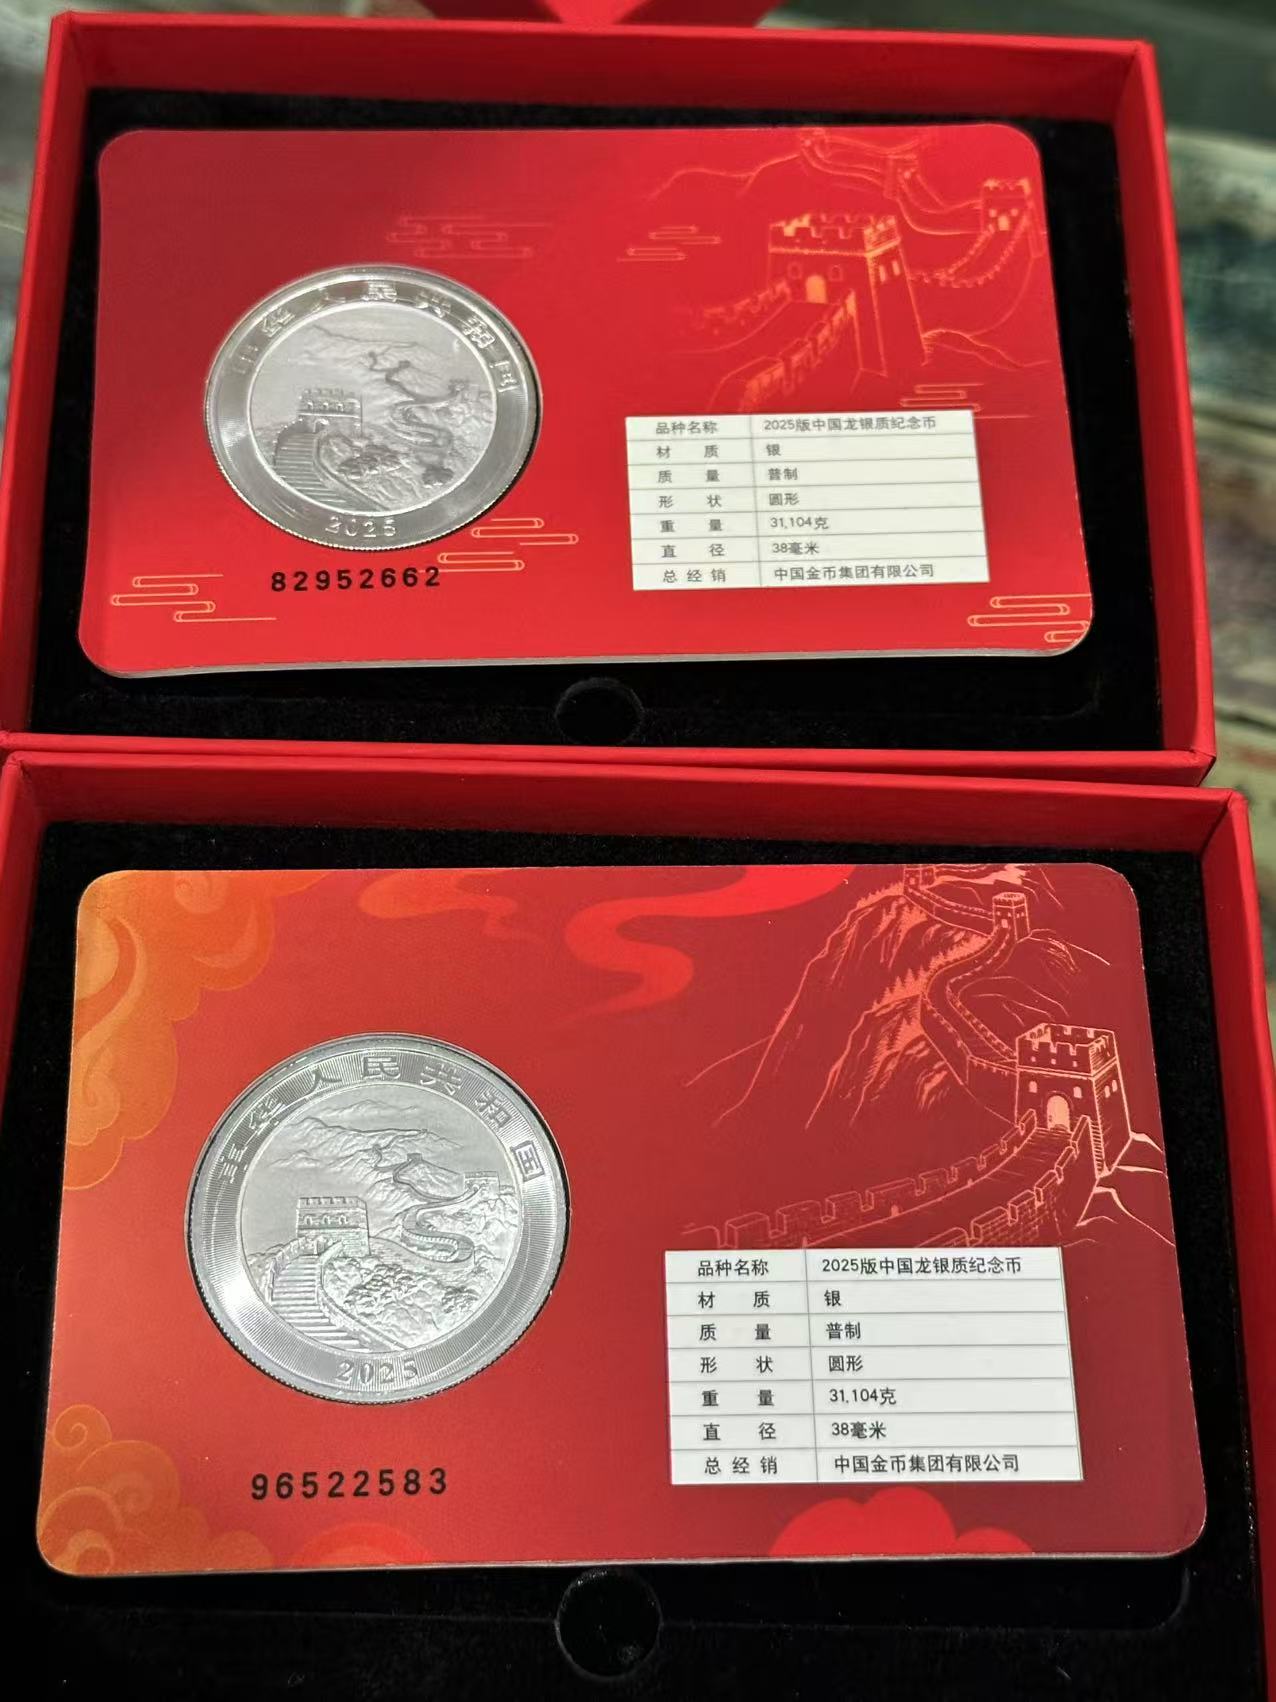 中华人民共和国
2025
82952662
品种名称 2025版中国龙银质纪念币
材 质 银
质 量 普制
形 状 圆形
重 量 31,104克
直 径 38毫米
总经销 中国金币集团有限公司
中华人民共和国
2025
96522583
品种名称 2025版中国龙银质纪念币
材 质 银
质 量 普制
形 状 圆形
重 量 31,104克
直 径 38毫米
总经销 中国金币集团有限公司